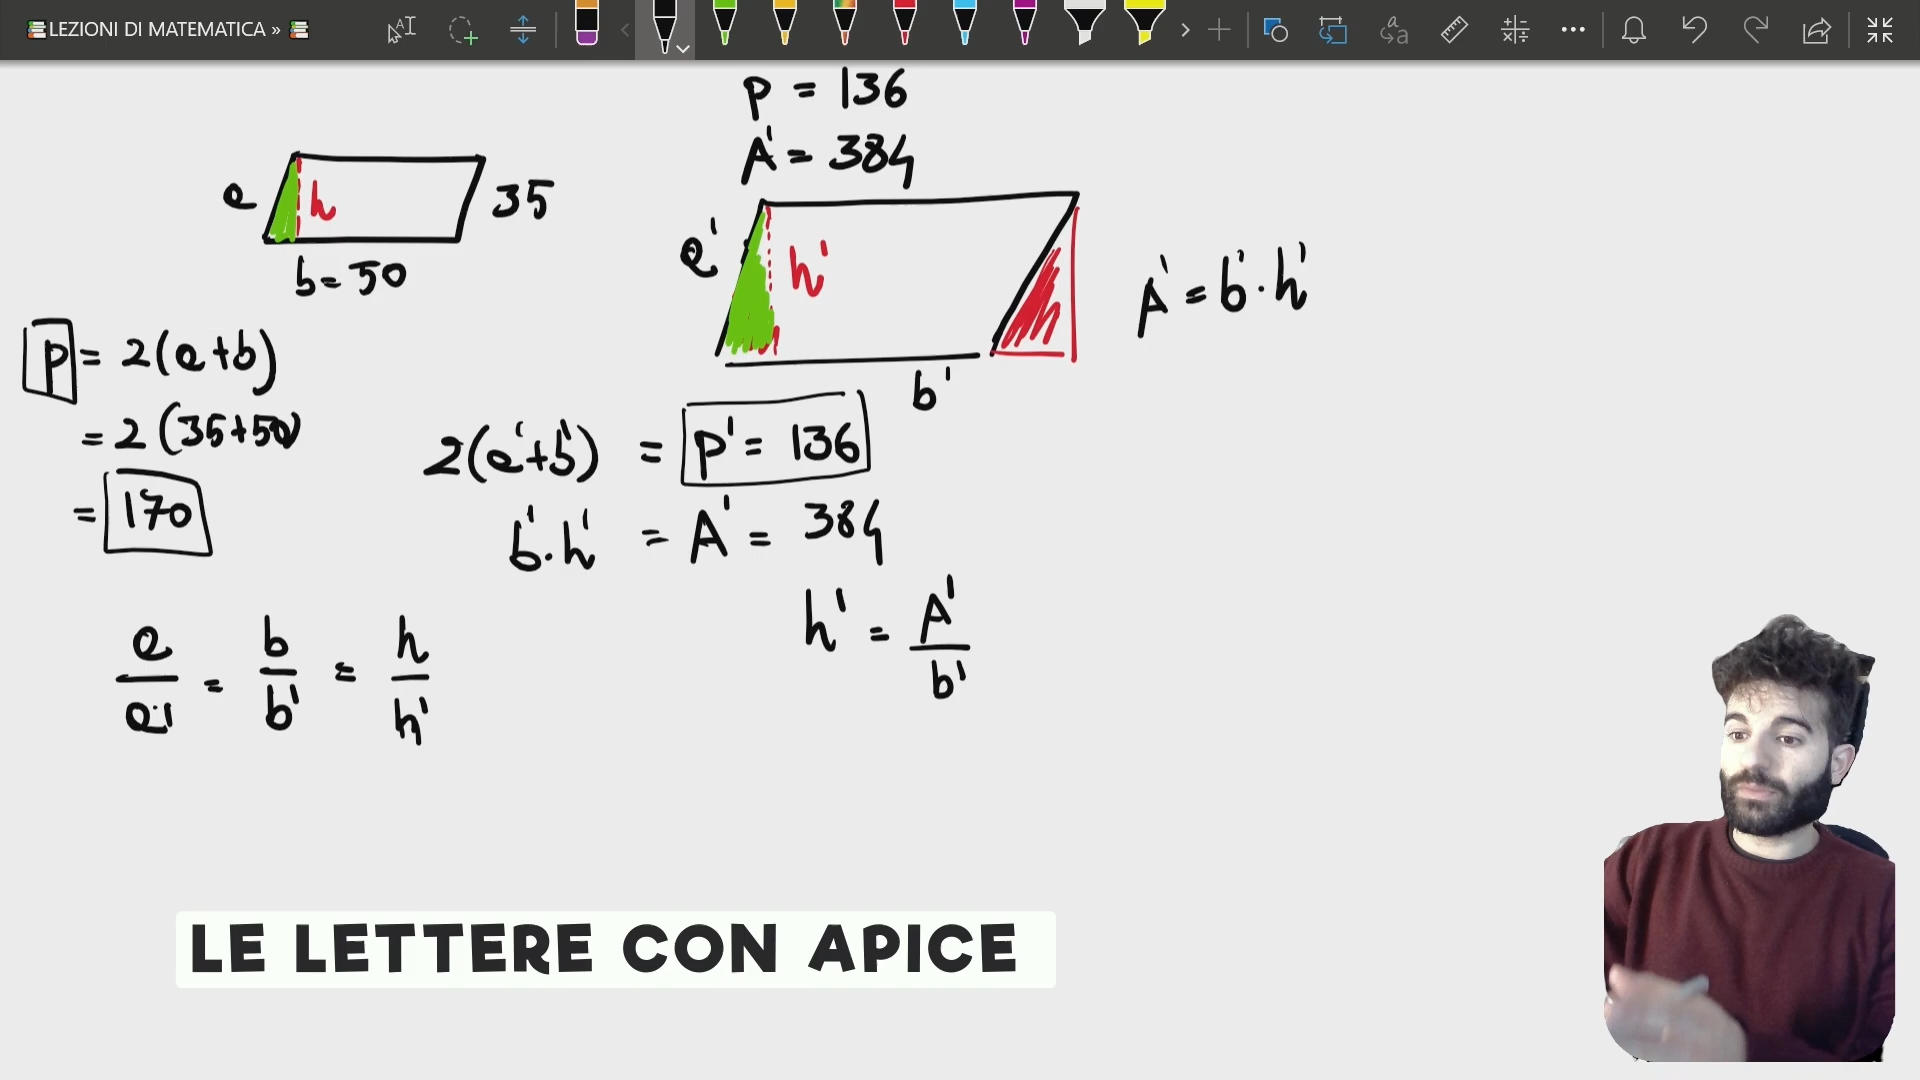 LEZIONI DI MATEMATICA »
P = 136
A' = 384
e
h
35
b = 50
e'
h'
b'
A' = b' · h'
P = 2(e+b)
= 2 (35+50)
= 170
2(e'+b') = P' = 136
b' · h' = A' = 384
h' = A' / b'
e / e' = b / b' = h / h'
LE LETTERE CON APICE